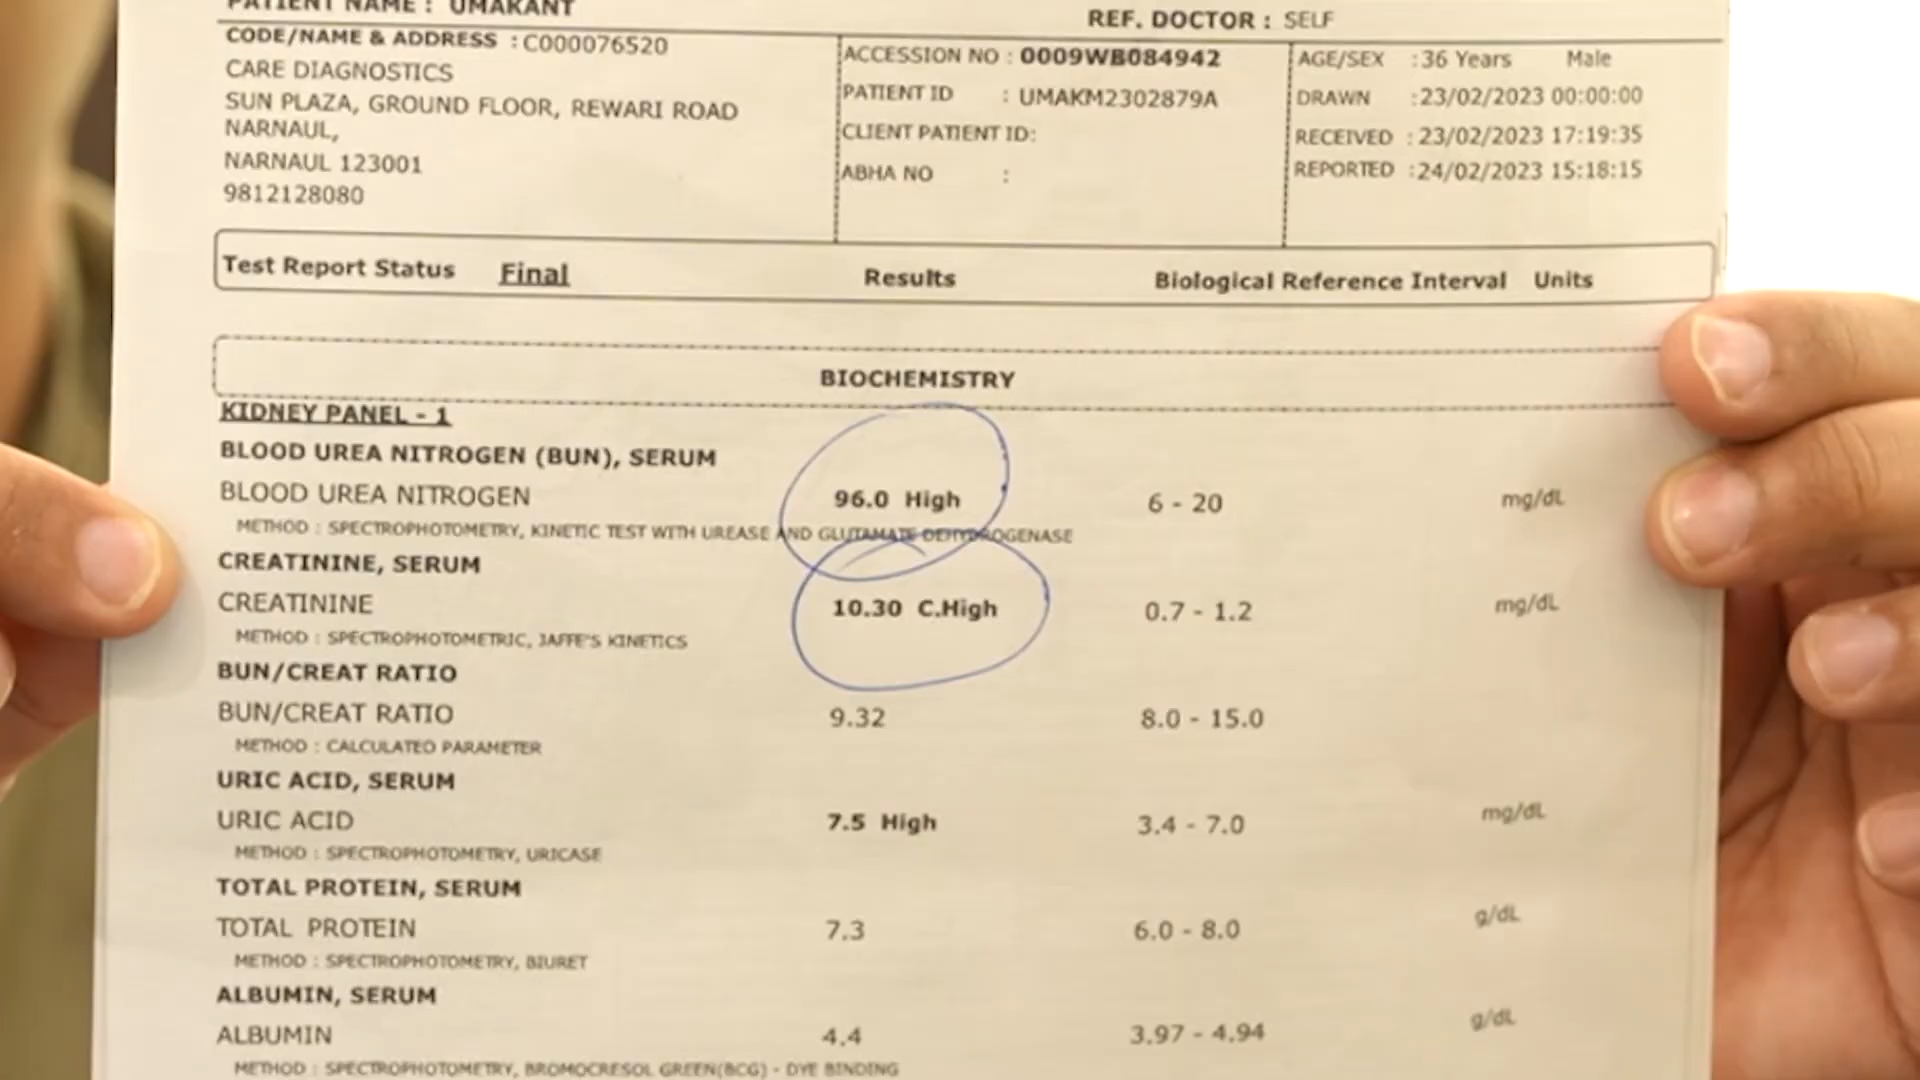 PATIENT NAME : UMAKANT
REF. DOCTOR : SELF
CODE/NAME & ADDRESS : C000076520
CARE DIAGNOSTICS
SUN PLAZA, GROUND FLOOR, REWARI ROAD
NARNAUL,
NARNAUL 123001
9812128080
ACCESSION NO : 0009WB084942
PATIENT ID : UMAKM2302879A
CLIENT PATIENT ID:
ABHA NO :
AGE/SEX : 36 Years Male
DRAWN : 23/02/2023 00:00:00
RECEIVED : 23/02/2023 17:19:35
REPORTED : 24/02/2023 15:18:15
Test Report Status Final Results Biological Reference Interval Units
BIOCHEMISTRY
KIDNEY PANEL - 1
BLOOD UREA NITROGEN (BUN), SERUM
BLOOD UREA NITROGEN 96.0 High 6 - 20 mg/dL
METHOD : SPECTROPHOTOMETRY, KINETIC TEST WITH UREASE AND GLUTAMATE DEHYDROGENASE
CREATININE, SERUM
CREATININE 10.30 C.High 0.7 - 1.2 mg/dL
METHOD : SPECTROPHOTOMETRIC, JAFFE'S KINETICS
BUN/CREAT RATIO
BUN/CREAT RATIO 9.32 8.0 - 15.0
METHOD : CALCULATED PARAMETER
URIC ACID, SERUM
URIC ACID 7.5 High 3.4 - 7.0 mg/dL
METHOD : SPECTROPHOTOMETRY, URICASE
TOTAL PROTEIN, SERUM
TOTAL PROTEIN 7.3 6.0 - 8.0 g/dL
METHOD : SPECTROPHOTOMETRY, BIURET
ALBUMIN, SERUM
ALBUMIN 4.4 3.97 - 4.94 g/dL
METHOD : SPECTROPHOTOMETRY, BROMOCRESOL GREEN(BCG) - DYE BINDING